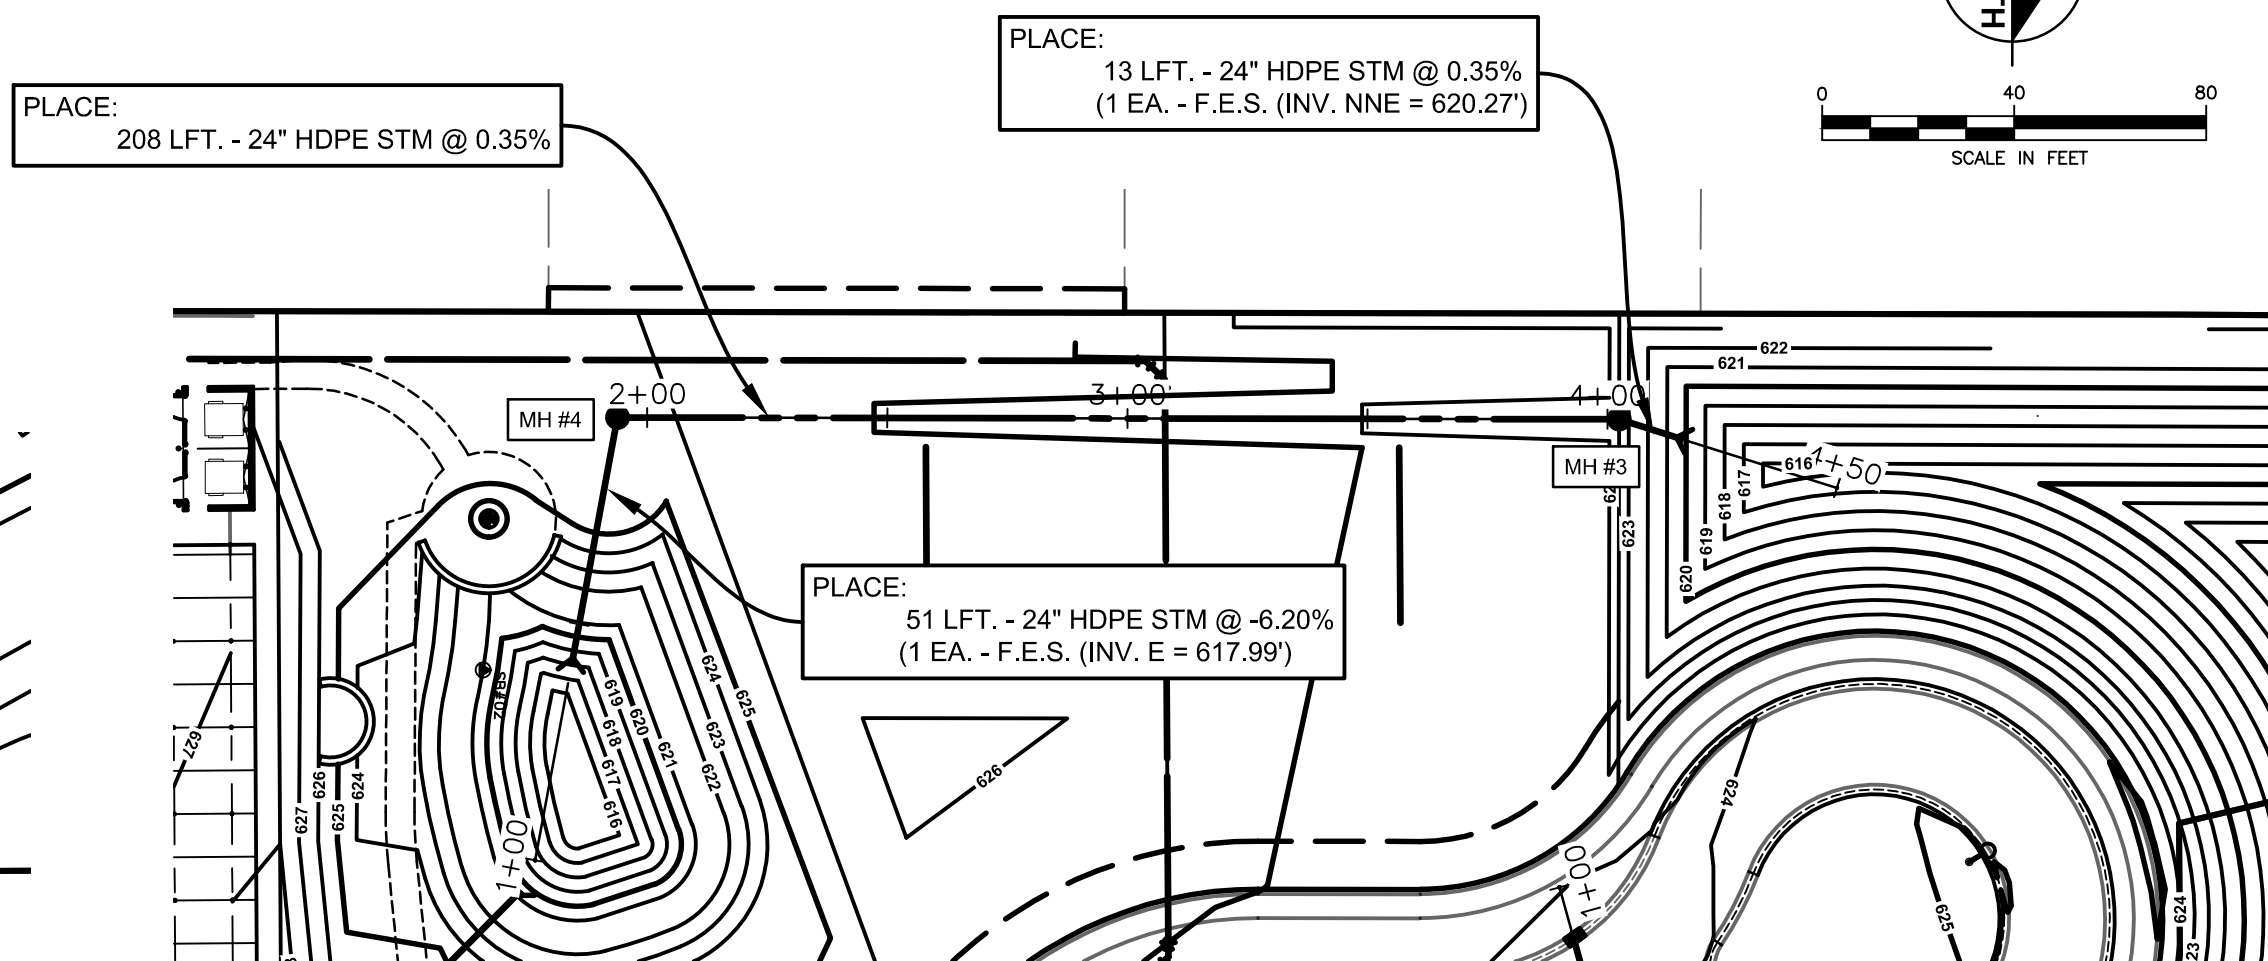 PLACE:
13 LFT. - 24" HDPE STM @ 0.35%
(1 EA. - F.E.S. (INV. NNE = 620.27')
PLACE:
208 LFT. - 24" HDPE STM @ 0.35%
0 40 80
SCALE IN FEET
622
621
2+00
3+00
4+00
MH #4
MH #3
616
1+50
617
618
619
620
623
PLACE:
51 LFT. - 24" HDPE STM @ -6.20%
(1 EA. - F.E.S. (INV. E = 617.99')
624
625
619
620
618
621
623
622
617
616
627
627
626
625
624
1+00
626
624
1+00
625
624